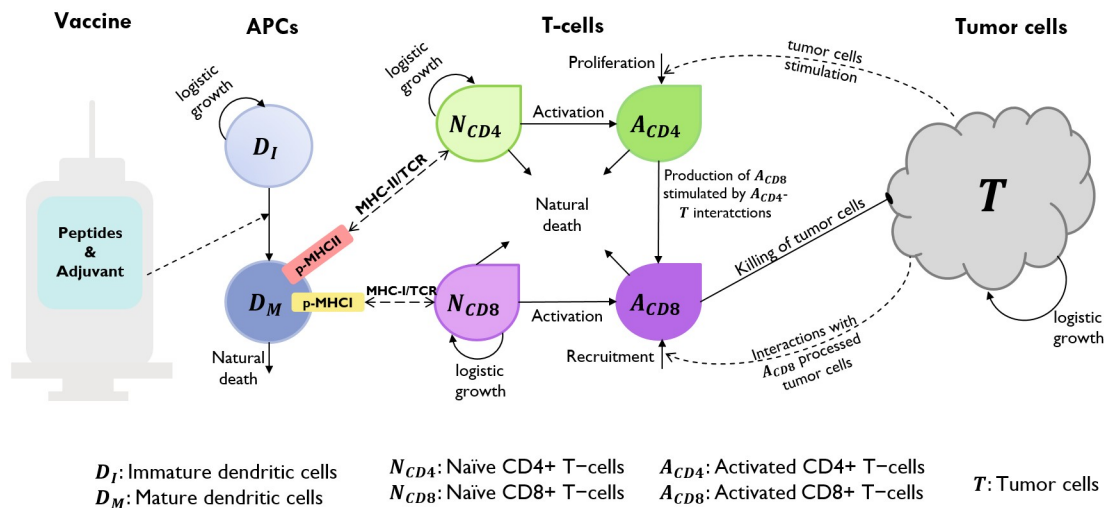 Vaccine
APCs
T-cells
Tumor cells
logistic
growth
logistic
growth
Proliferation
tumor cells
stimulation
D_I
N_CD4
Activation
A_CD4
T
Peptides
&
Adjuvant
MHC-II/TCR
Natural
death
Production of A_CD8
stimulated by A_CD4-
T interatctions
Killing of tumor cells
p-MHCII
D_M
p-MHCI
MHC-I/TCR
N_CD8
Activation
A_CD8
Natural
death
logistic
growth
Recruitment
Interactions with
A_CD8 processed
tumor cells
logistic
growth
D_I: Immature dendritic cells
D_M: Mature dendritic cells
N_CD4: Naïve CD4+ T-cells
N_CD8: Naïve CD8+ T-cells
A_CD4: Activated CD4+ T-cells
A_CD8: Activated CD8+ T-cells
T: Tumor cells